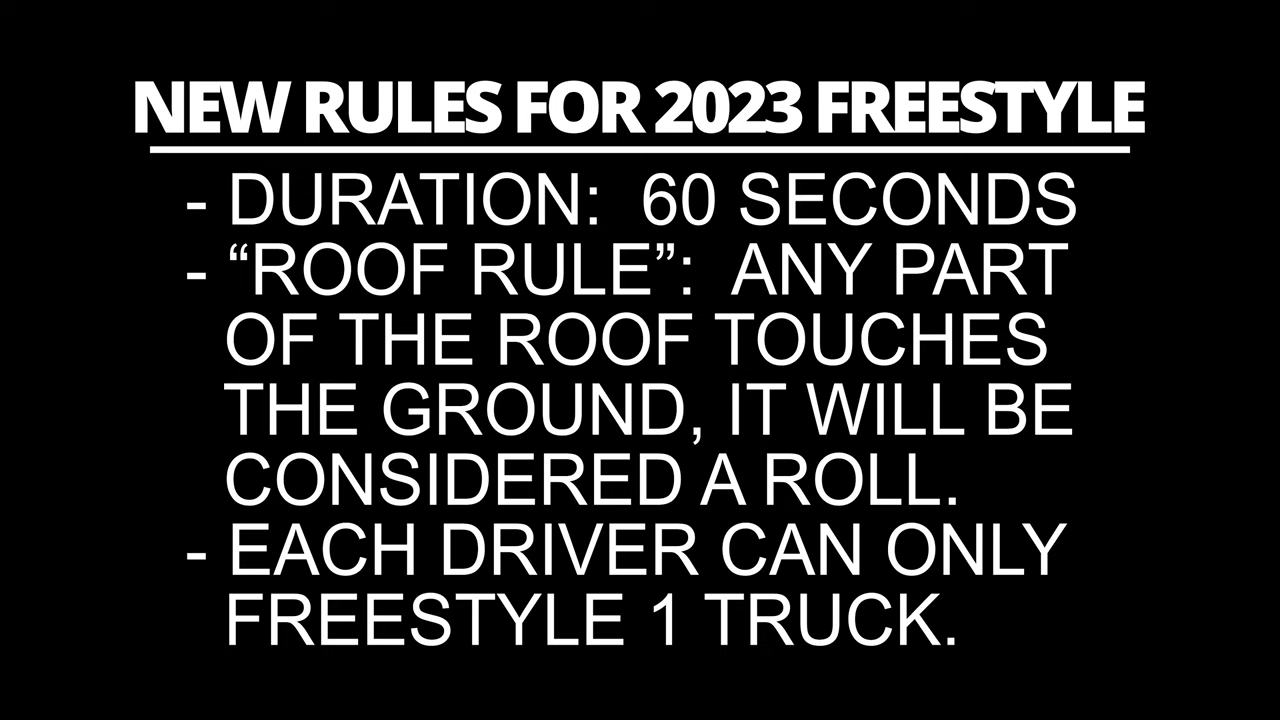 NEW RULES FOR 2023 FREESTYLE
- DURATION:  60 SECONDS
- “ROOF RULE”:  ANY PART
OF THE ROOF TOUCHES
THE GROUND, IT WILL BE
CONSIDERED A ROLL.
- EACH DRIVER CAN ONLY
FREESTYLE 1 TRUCK.